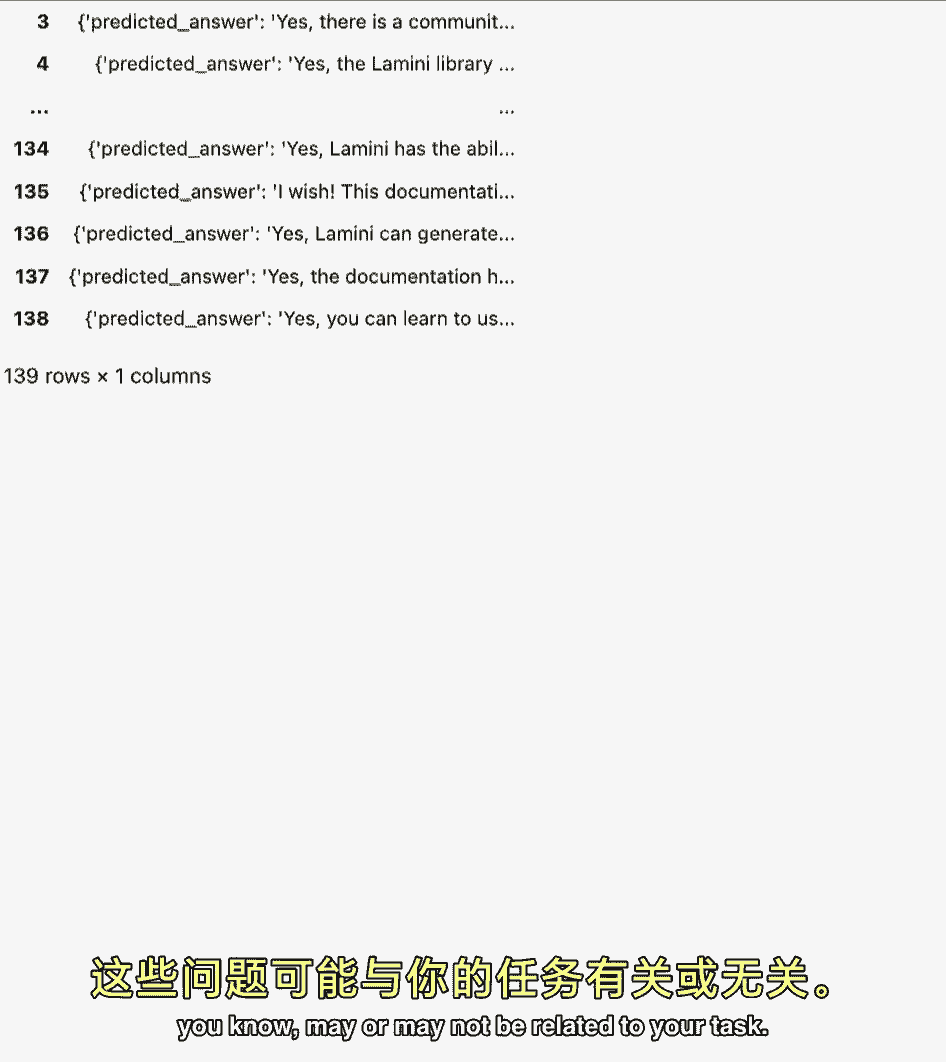 3 {'predicted_answer': 'Yes, there is a communit...
4 {'predicted_answer': 'Yes, the Lamini library ...
... ...
134 {'predicted_answer': 'Yes, Lamini has the abil...
135 {'predicted_answer': 'I wish! This documentati...
136 {'predicted_answer': 'Yes, Lamini can generate...
137 {'predicted_answer': 'Yes, the documentation h...
138 {'predicted_answer': 'Yes, you can learn to us...
139 rows × 1 columns
这些问题可能与你的任务有关或无关。
you know, may or may not be related to your task.